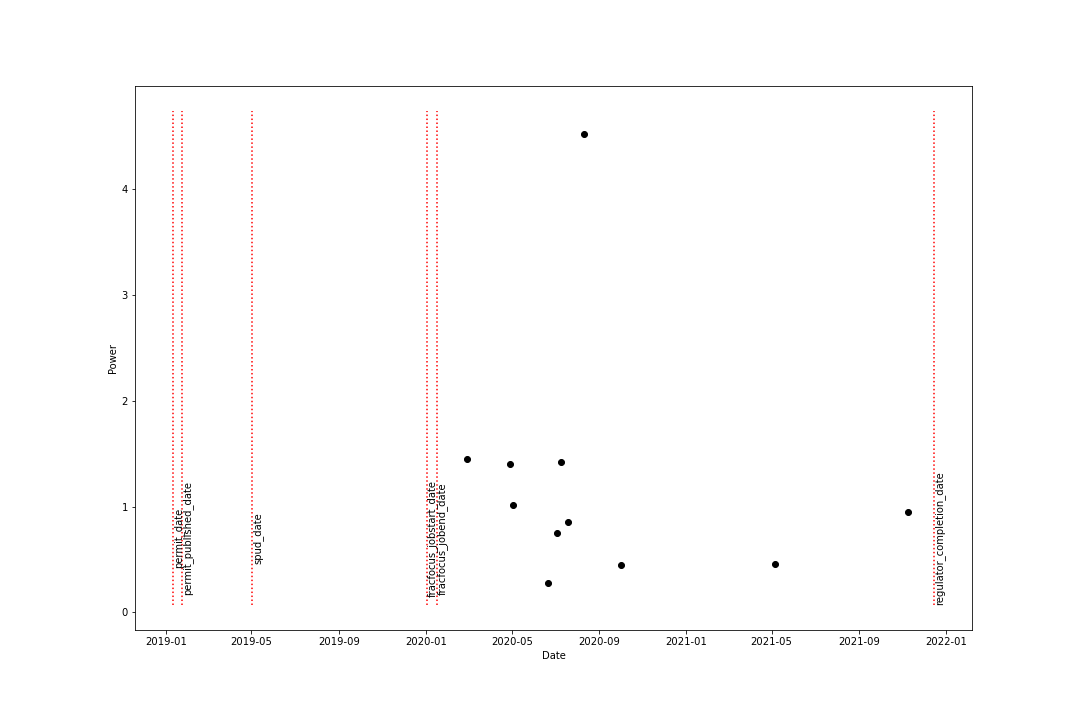 4
3
2
1
0
Power
permit_date
permit_published_date
spud_date
fracfocus_jobstart_date
fracfocus_jobend_date
regulator_completion_date
2019-01
2019-05
2019-09
2020-01
2020-05
2020-09
2021-01
2021-05
2021-09
2022-01
Date